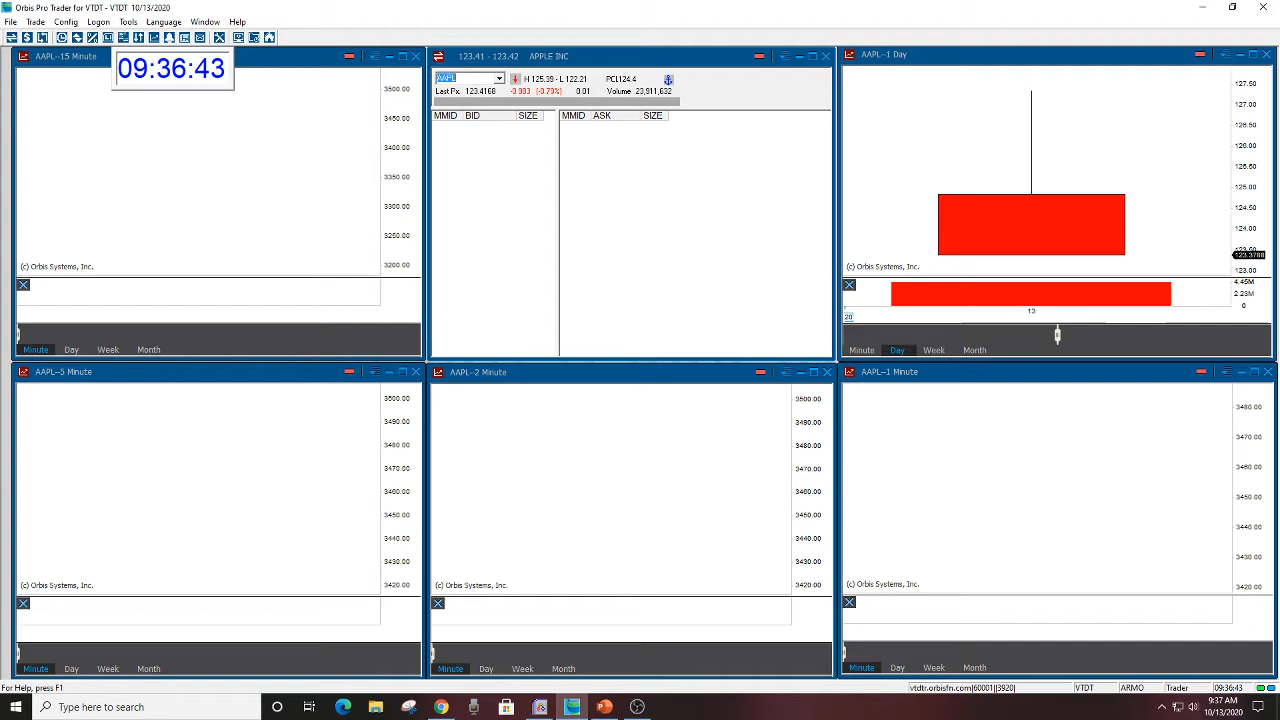 Orbis Pro Trader for VTDT - VTDT 10/13/2020
File Trade Config Logon Tools Language Window Help
AAPL--15 Minute
09:36:43
3500.00
3450.00
3400.00
3350.00
3300.00
3250.00
3200.00
(c) Orbis Systems, Inc.
Minute Day Week Month
123.41 - 123.42 APPLE INC
AAPL H 125.39 - L 122.21 PCL124.4
Last Px. 123.4168 -0.983 (-0.79%) 0.01 Volume 23,911,632
MMID BID SIZE MMID ASK SIZE
AAPL--1 Day
127.50
127.00
126.50
126.00
125.50
125.00
124.50
124.00
123.50
123.3788
123.00
(c) Orbis Systems, Inc.
4.45M
2.23M
0
13
20
Minute Day Week Month
AAPL--5 Minute
3500.00
3490.00
3480.00
3470.00
3460.00
3450.00
3440.00
3430.00
3420.00
(c) Orbis Systems, Inc.
Minute Day Week Month
AAPL--2 Minute
3500.00
3490.00
3480.00
3470.00
3460.00
3450.00
3440.00
3430.00
3420.00
(c) Orbis Systems, Inc.
Minute Day Week Month
AAPL--1 Minute
3480.00
3470.00
3460.00
3450.00
3440.00
3430.00
3420.00
(c) Orbis Systems, Inc.
Minute Day Week Month
For Help, press F1
vtdtr.orbisfn.com|60001||3920| VTDT ARMO Trader 09:36:43
Type here to search
9:37 AM
10/13/2020